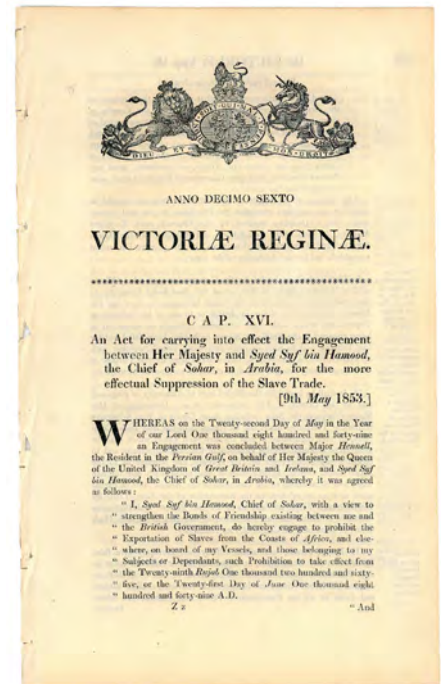 HONI SOIT QUI MAL Y PENSE
DIEU ET MON DROIT
ANNO DECIMO SEXTO
VICTORIÆ REGINÆ.
CAP. XVI.
An Act for carrying into effect the Engagement
between Her Majesty and Syed Syf bin Hamood,
the Chief of Sohar, in Arabia, for the more
effectual Suppression of the Slave Trade.
[9th May 1853.]
WHEREAS on the Twenty-second Day of May in the Year
of our Lord One thousand eight hundred and forty-nine
an Engagement was concluded between Major Hennell,
the Resident in the Persian Gulf, on behalf of Her Majesty the Queen
of the United Kingdom of Great Britain and Ireland, and Syed Syf
bin Hamood, the Chief of Sohar, in Arabia, whereby it was agreed
as follows:
" I, Syed Syf bin Hamood, Chief of Sohar, with a view to
" strengthen the Bonds of Friendship existing between me and
" the British Government, do hereby engage to prohibit the
" Exportation of Slaves from the Coasts of Africa, and else-
" where, on board of my Vessels, and those belonging to my
" Subjects or Dependants, such Prohibition to take effect from
" the Twenty-ninth Rujub One thousand two hundred and sixty-
" five, or the Twenty-first Day of June One thousand eight
" hundred and forty-nine A.D.
Z z " And